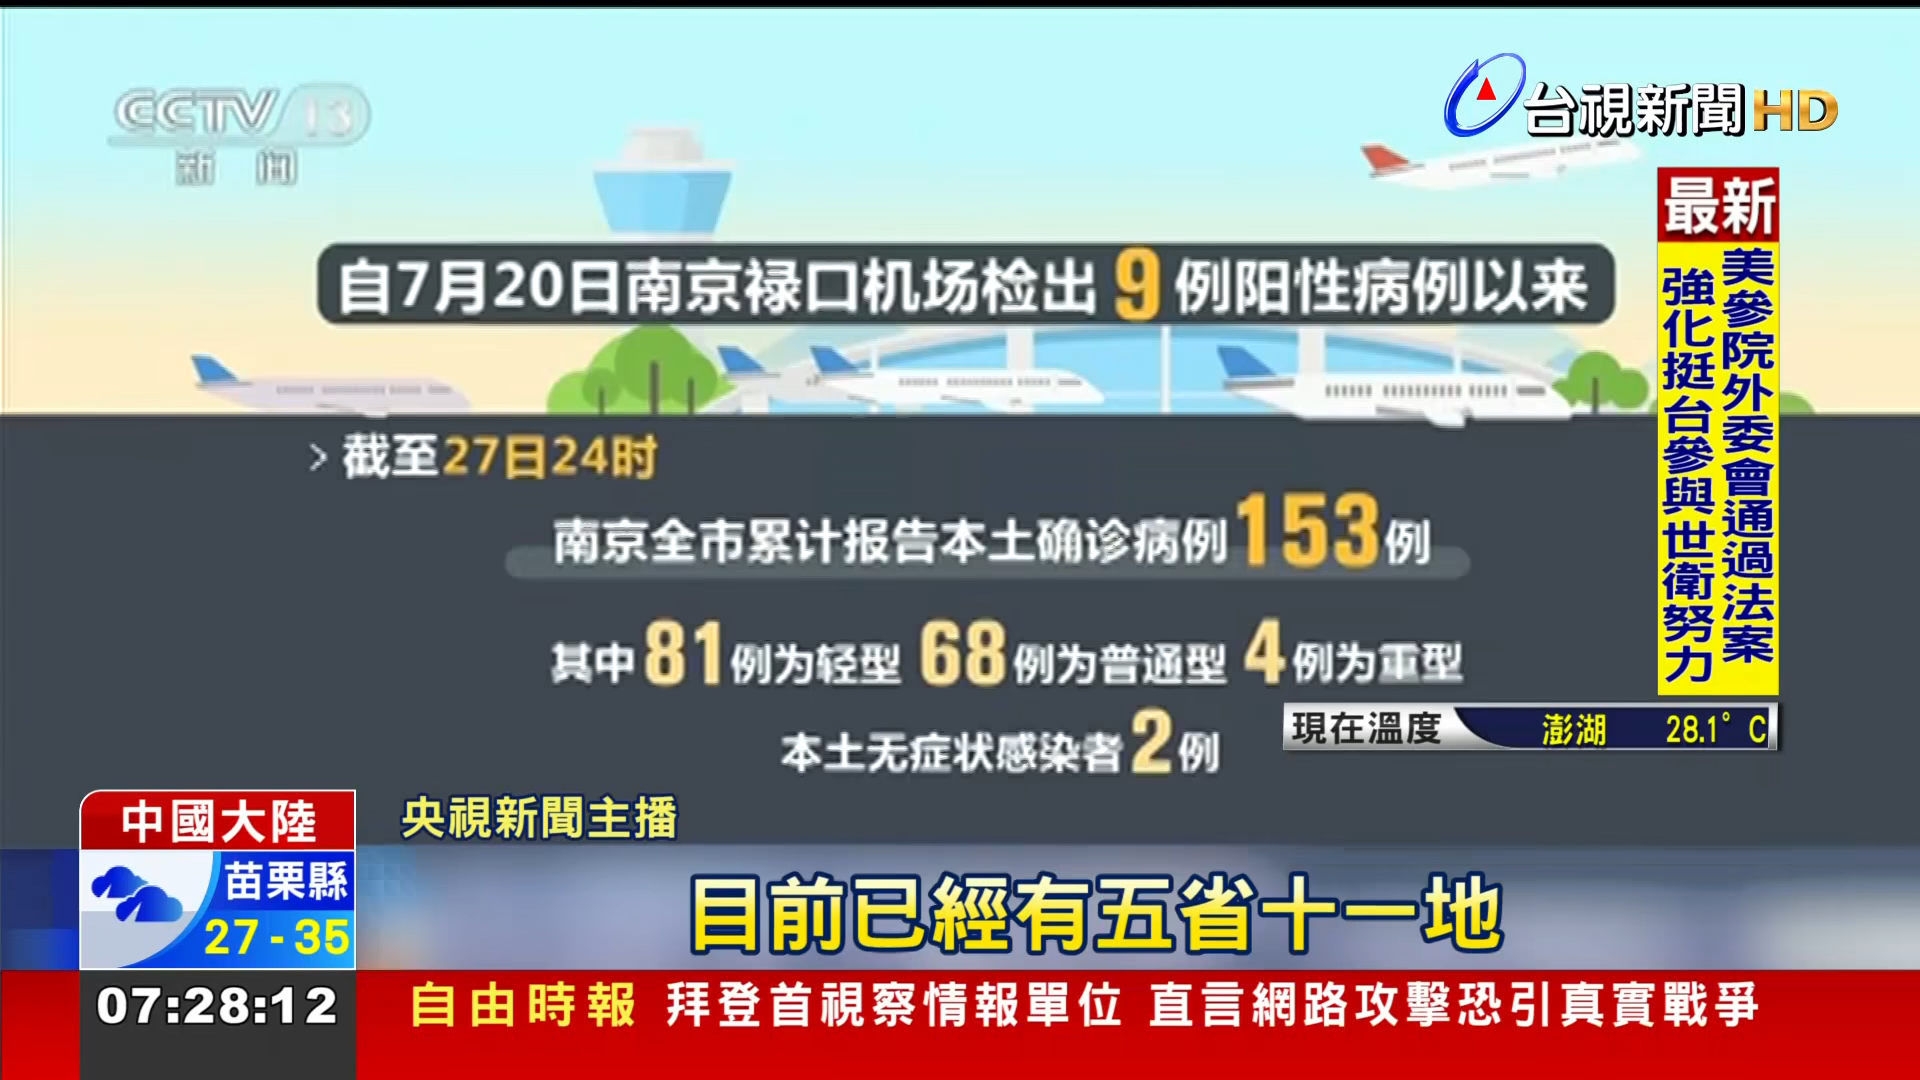 CCTV 13
新闻
台視新聞HD
自7月20日南京禄口机场检出9例阳性病例以来
> 截至27日24时
南京全市累计报告本土确诊病例153例
其中81例为轻型 68例为普通型 4例为重型
本土无症状感染者2例
最新
美參院外委會通過法案
強化挺台參與世衛努力
現在溫度 澎湖 28.1°C
中國大陸
央視新聞主播
苗栗縣
27-35
目前已經有五省十一地
07:28:12
自由時報 拜登首視察情報單位 直言網路攻擊恐引真實戰爭